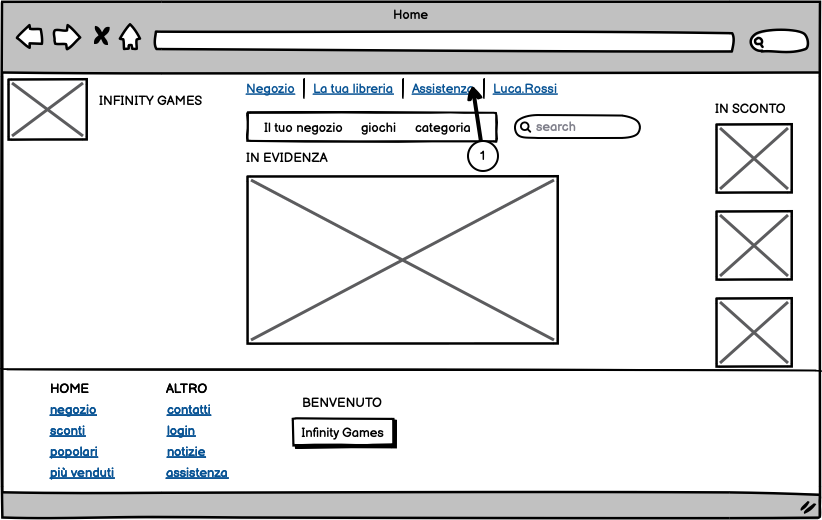 Home
INFINITY GAMES
Negozio La tua libreria Assistenza Luca.Rossi
IN SCONTO
Il tuo negozio giochi categoria
search
1
IN EVIDENZA
HOME
negozio
sconti
popolari
più venduti
ALTRO
contatti
login
notizie
assistenza
BENVENUTO
Infinity Games